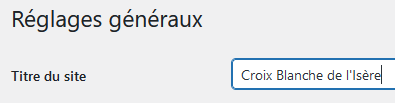 Réglages généraux
Titre du site Croix Blanche de l'Isère